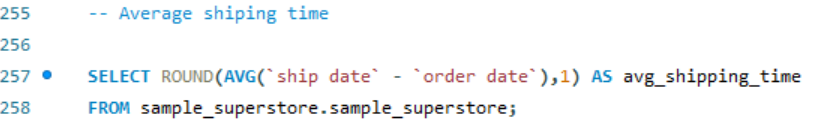 255 -- Average shiping time
256
257 SELECT ROUND(AVG(`ship date` - `order date`),1) AS avg_shipping_time
258 FROM sample_superstore.sample_superstore;